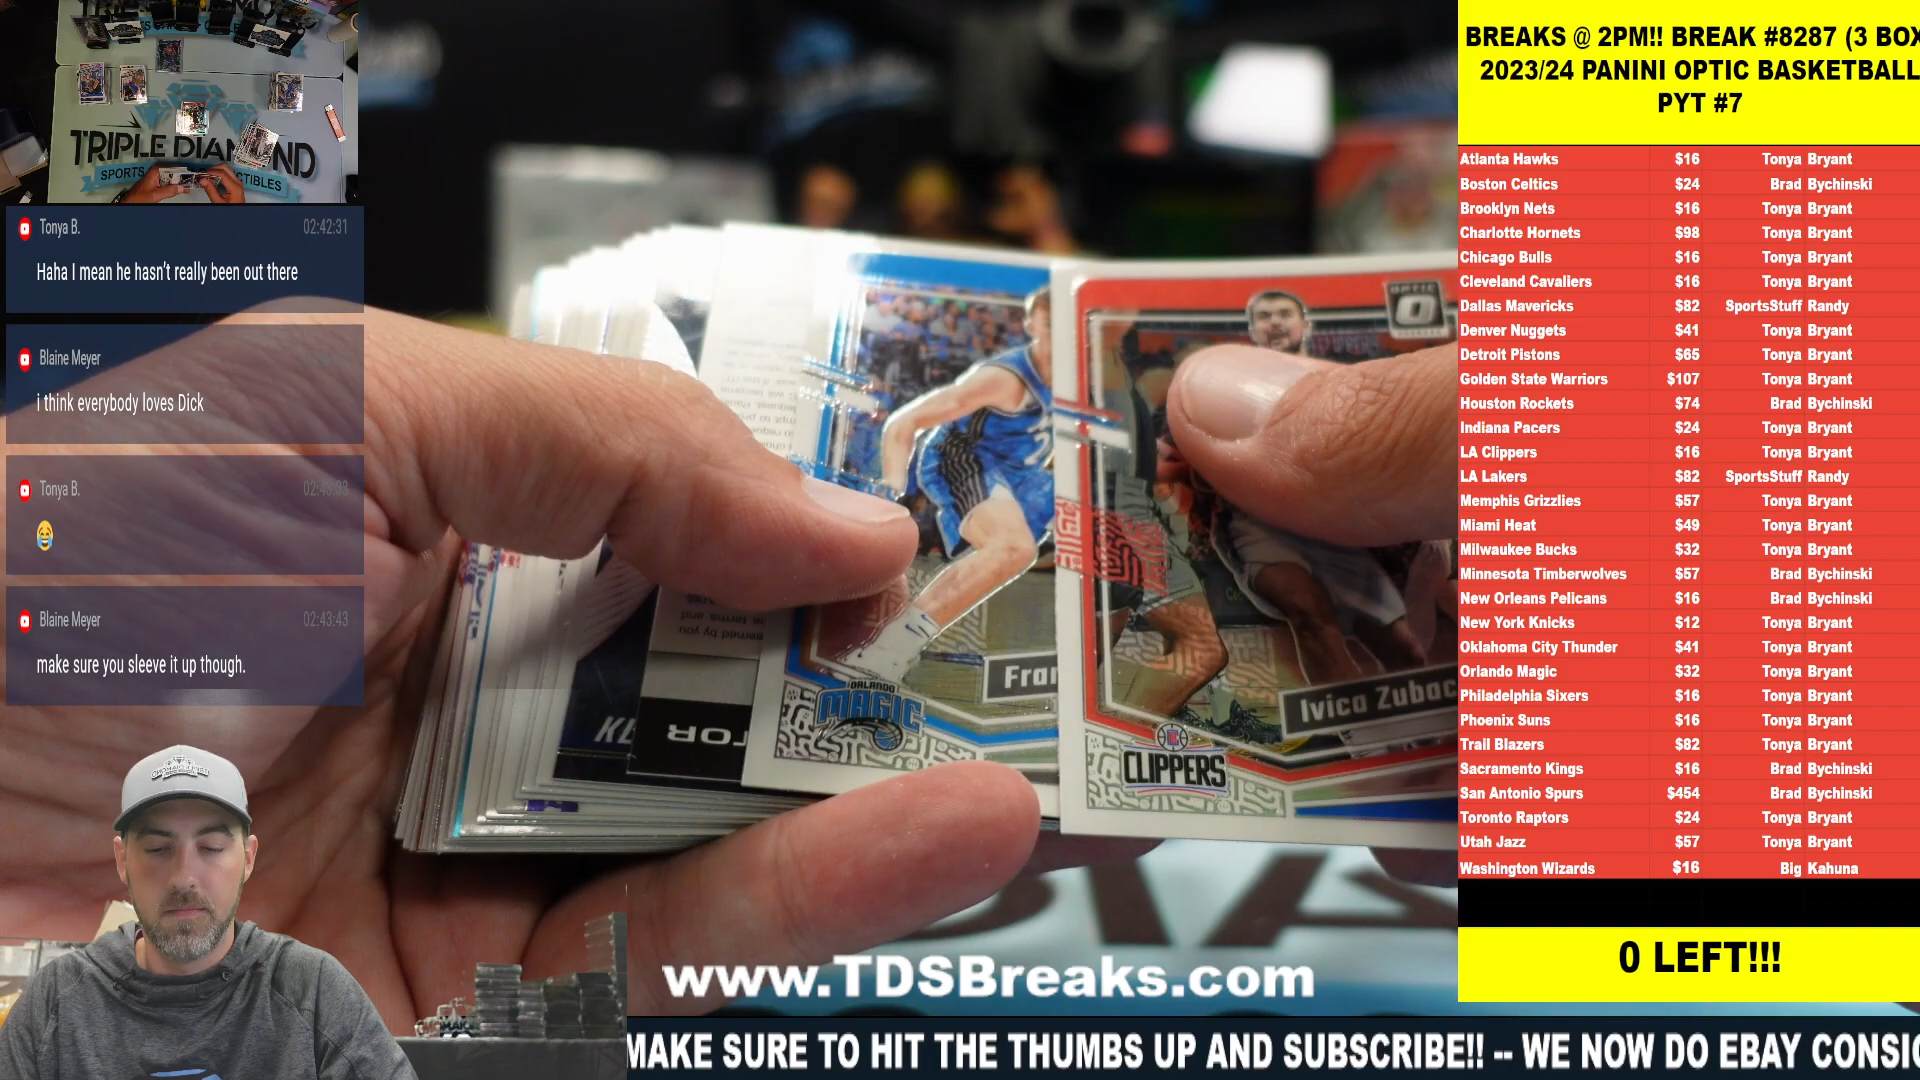 TRIPLE DIAMOND
SPORTS
Tonya B. 02:42:31
Haha I mean he hasn't really been out there
Blaine Meyer
i think everybody loves Dick
Tonya B. 02:43:33
😂
Blaine Meyer 02:43:43
make sure you sleeve it up though.
OPTIC
Fran
ORLANDO
MAGIC
Ivica Zubac
CLIPPERS
www.TDSBreaks.com
MAKE SURE TO HIT THE THUMBS UP AND SUBSCRIBE!! -- WE NOW DO EBAY CONSIG
BREAKS @ 2PM!! BREAK #8287 (3 BOX
2023/24 PANINI OPTIC BASKETBALL
PYT #7
Atlanta Hawks $16 Tonya Bryant
Boston Celtics $24 Brad Bychinski
Brooklyn Nets $16 Tonya Bryant
Charlotte Hornets $98 Tonya Bryant
Chicago Bulls $16 Tonya Bryant
Cleveland Cavaliers $16 Tonya Bryant
Dallas Mavericks $82 SportsStuff Randy
Denver Nuggets $41 Tonya Bryant
Detroit Pistons $65 Tonya Bryant
Golden State Warriors $107 Tonya Bryant
Houston Rockets $74 Brad Bychinski
Indiana Pacers $24 Tonya Bryant
LA Clippers $16 Tonya Bryant
LA Lakers $82 SportsStuff Randy
Memphis Grizzlies $57 Tonya Bryant
Miami Heat $49 Tonya Bryant
Milwaukee Bucks $32 Tonya Bryant
Minnesota Timberwolves $57 Brad Bychinski
New Orleans Pelicans $16 Brad Bychinski
New York Knicks $12 Tonya Bryant
Oklahoma City Thunder $41 Tonya Bryant
Orlando Magic $32 Tonya Bryant
Philadelphia Sixers $16 Tonya Bryant
Phoenix Suns $16 Tonya Bryant
Trail Blazers $82 Tonya Bryant
Sacramento Kings $16 Brad Bychinski
San Antonio Spurs $454 Brad Bychinski
Toronto Raptors $24 Tonya Bryant
Utah Jazz $57 Tonya Bryant
Washington Wizards $16 Big Kahuna
0 LEFT!!!